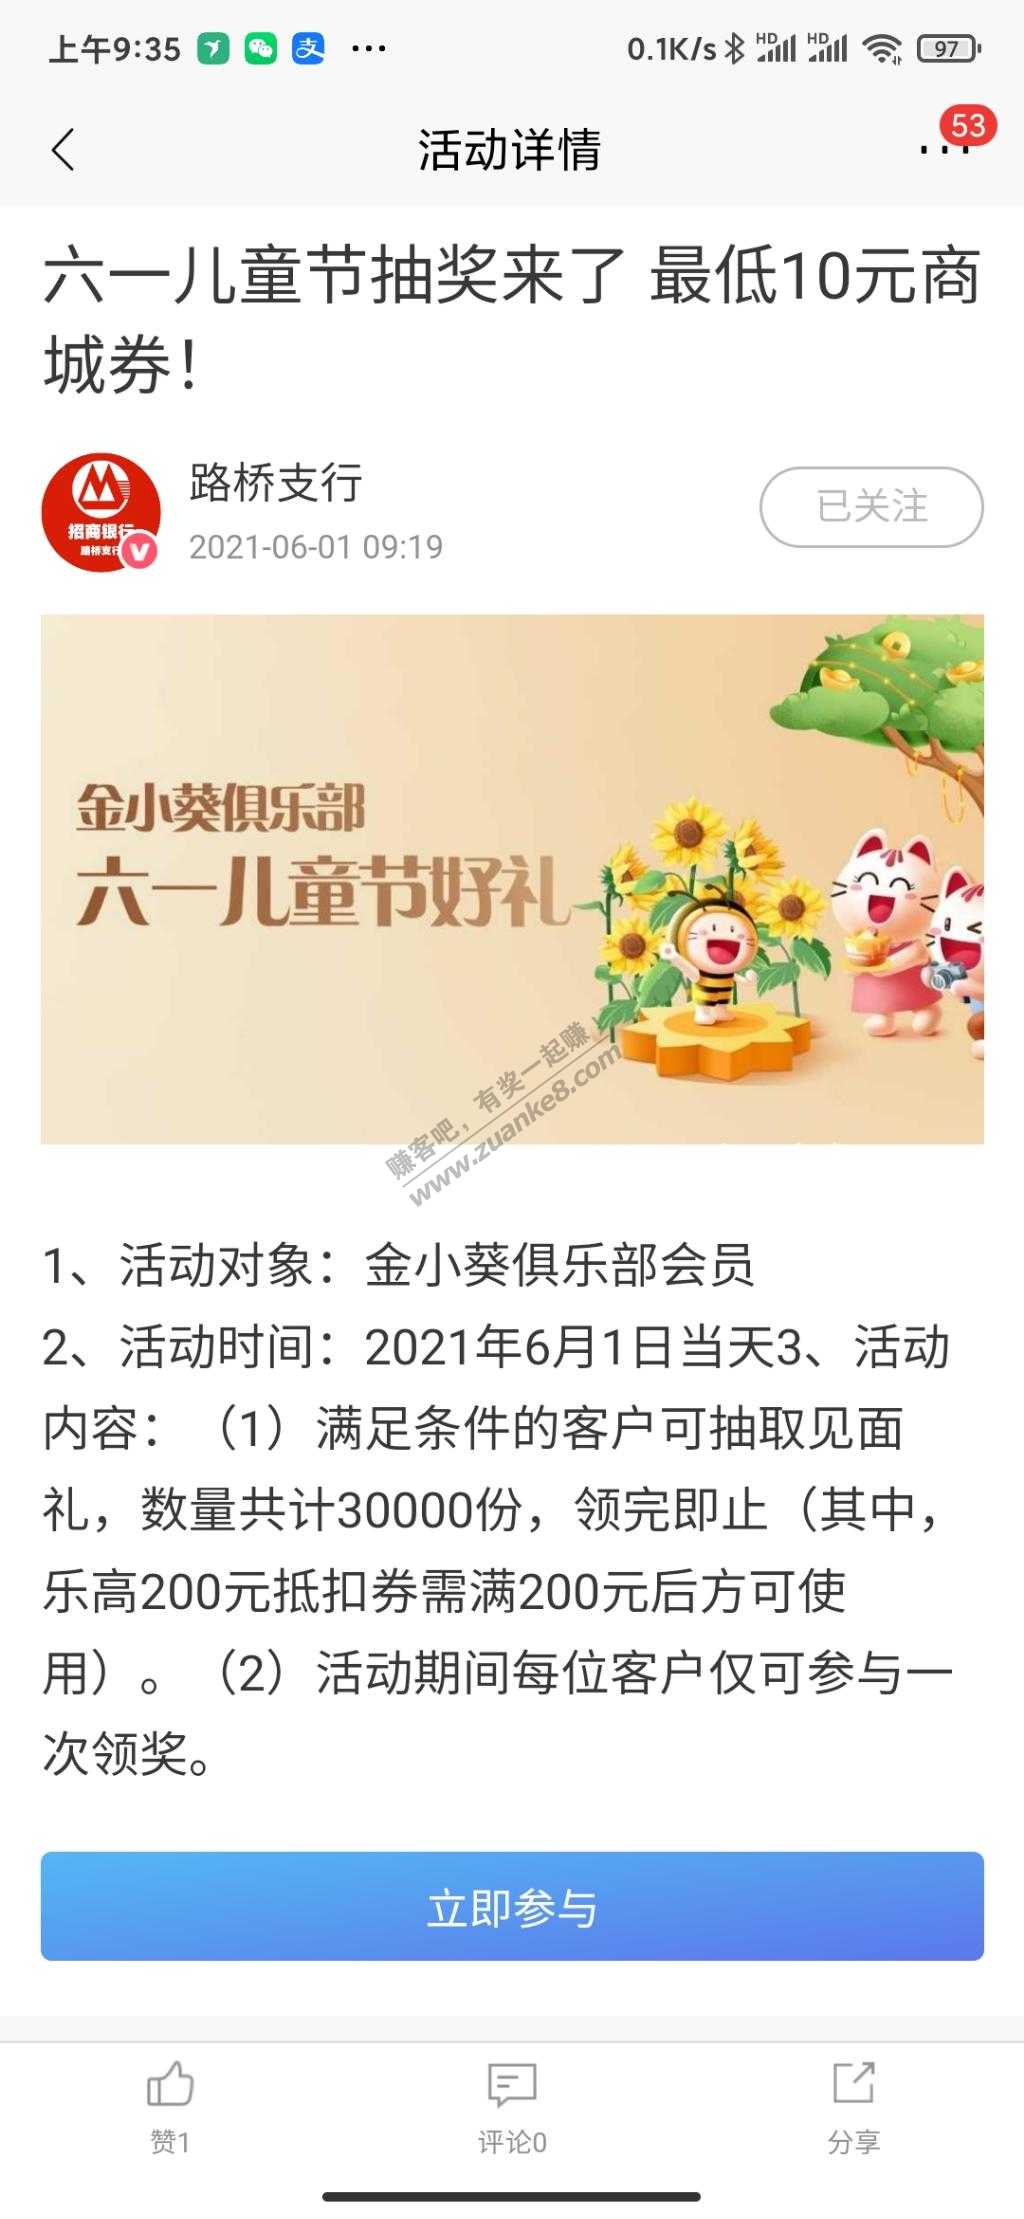 上午9:35
0.1K/s HD HD 97
活动详情
53
六一儿童节抽奖来了 最低10元商
城券！
招商银行
路桥支行
路桥支行
2021-06-01 09:19
已关注
金小葵俱乐部
六一儿童节好礼
赚客吧，有奖一起赚
www.zuanke8.com
1、活动对象：金小葵俱乐部会员
2、活动时间：2021年6月1日当天3、活动
内容：（1）满足条件的客户可抽取见面
礼，数量共计30000份，领完即止（其中，
乐高200元抵扣券需满200元后方可使
用）。（2）活动期间每位客户仅可参与一
次领奖。
立即参与
赞1
评论0
分享